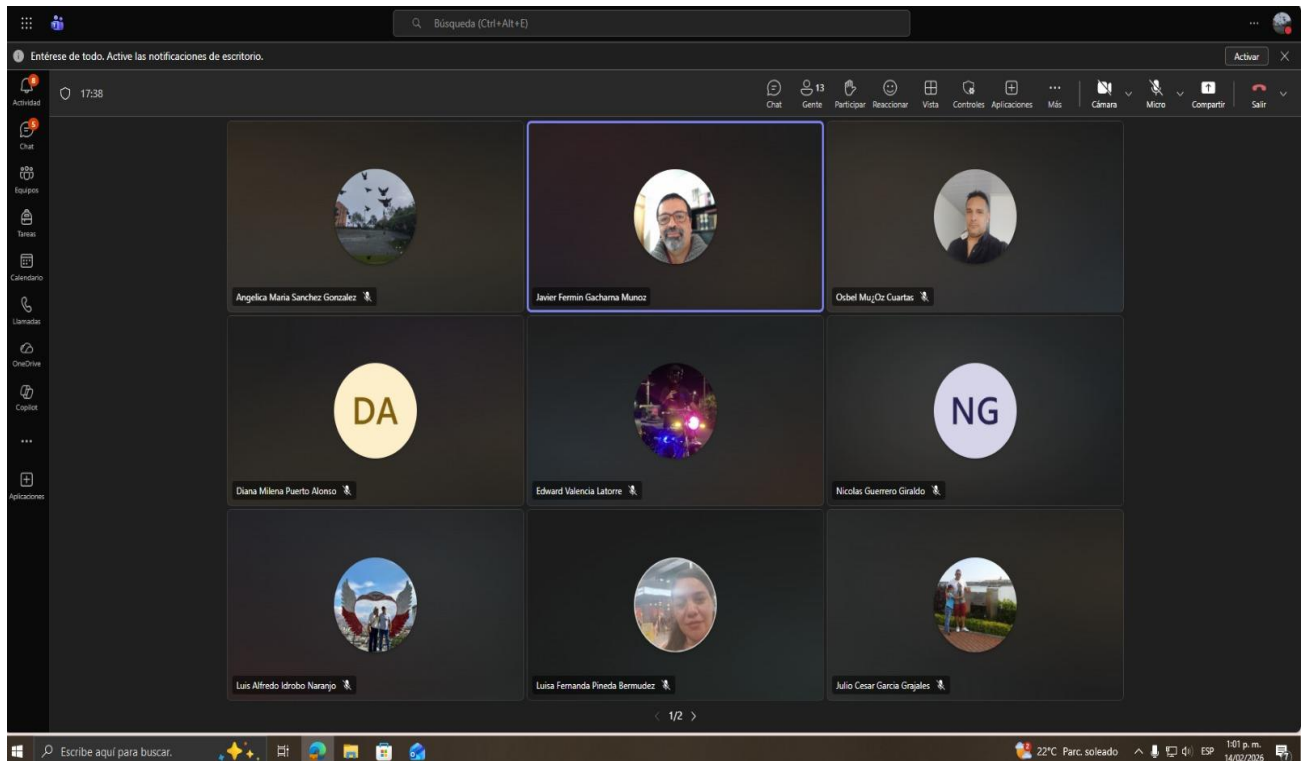 Búsqueda (Ctrl+Alt+E)
Entérese de todo. Active las notificaciones de escritorio.
Activar
17:38
Chat
13
Gente
Participar
Reaccionar
Vista
Controles
Aplicaciones
Más
Cámara
Micro
Compartir
Salir
8
Actividad
5
Chat
Equipos
Tareas
Calendario
Llamadas
OneDrive
Copilot
Aplicaciones
Angelica Maria Sanchez Gonzalez
Javier Fermin Gacharna Munoz
Osbel Mu¿Oz Cuartas
DA
Diana Milena Puerto Alonso
Edward Valencia Latorre
NG
Nicolas Guerrero Giraldo
Luis Alfredo Idrobo Naranjo
Luisa Fernanda Pineda Bermudez
Julio Cesar Garcia Grajales
1/2
Escribe aquí para buscar.
22°C Parc. soleado
ESP
1:01 p. m.
14/02/2026